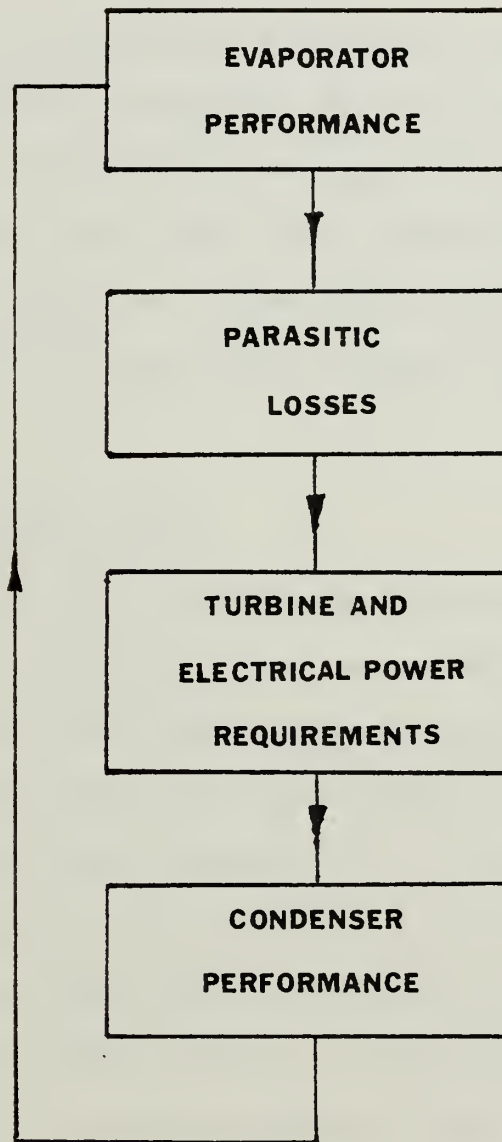 EVAPORATOR
PERFORMANCE
PARASITIC
LOSSES
TURBINE AND
ELECTRICAL POWER
REQUIREMENTS
CONDENSER
PERFORMANCE